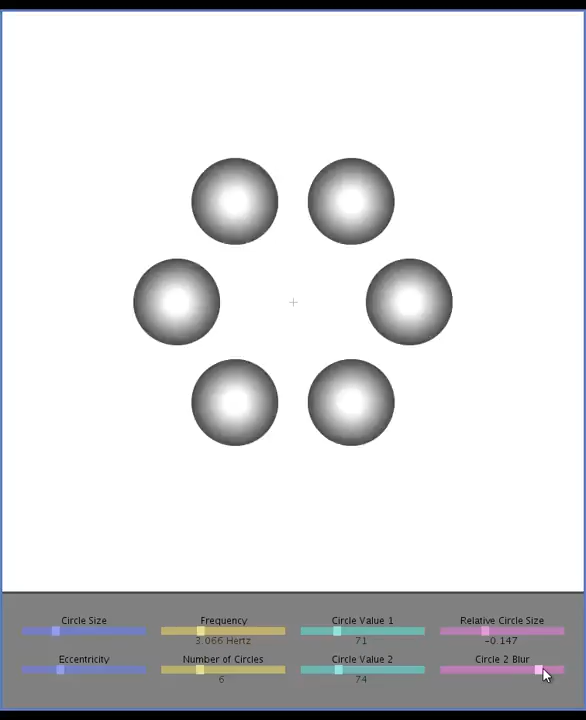 Circle Size
Frequency
Circle Value 1
Relative Circle Size
3.066 Hertz
71
-0.147
Eccentricity
Number of Circles
Circle Value 2
Circle 2 Blur
6
74